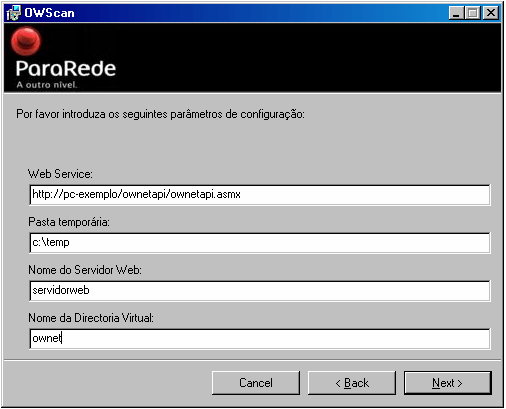 OWScan
ParaRede
A outro nível.
Por favor introduza os seguintes parâmetros de configuração:
Web Service:
http://pc-exemplo/ownetapi/ownetapi.asmx
Pasta temporária:
c:\temp
Nome do Servidor Web:
servidorweb
Nome da Directoria Virtual:
ownet
Cancel < Back Next >